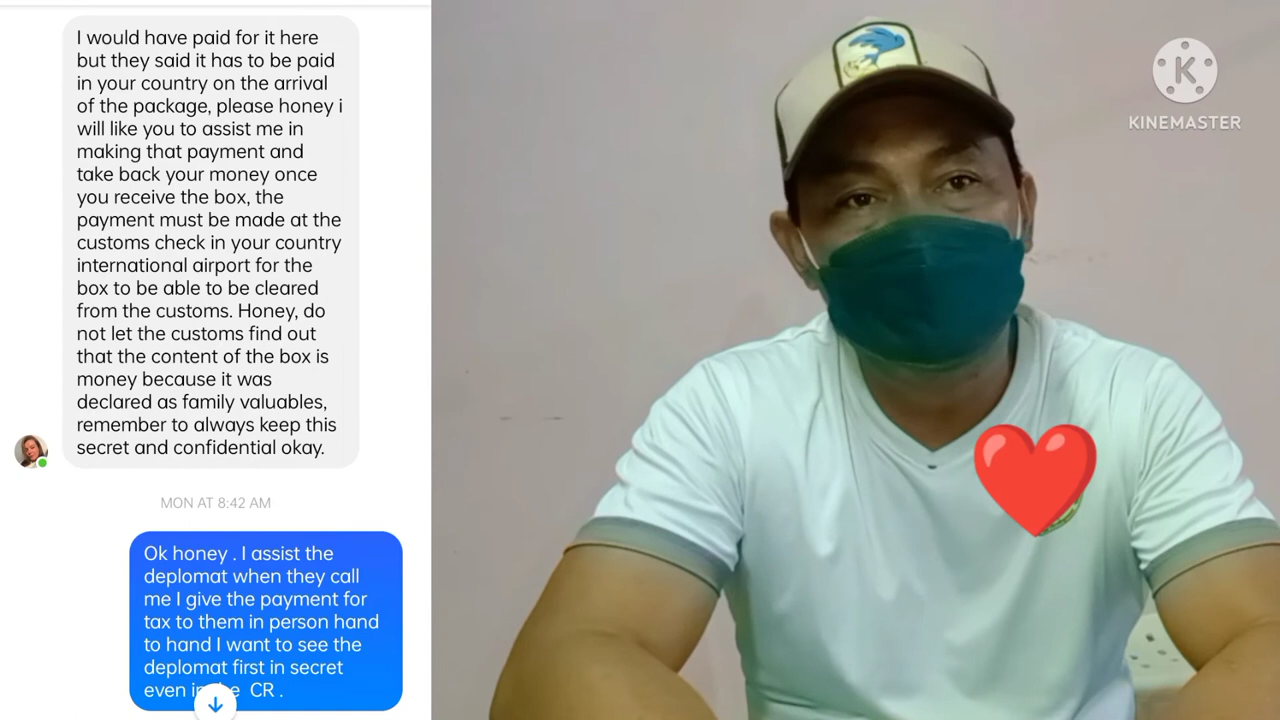 I would have paid for it here
but they said it has to be paid
in your country on the arrival
of the package, please honey i
will like you to assist me in
making that payment and
take back your money once
you receive the box, the
payment must be made at the
customs check in your country
international airport for the
box to be able to be cleared
from the customs. Honey, do
not let the customs find out
that the content of the box is
money because it was
declared as family valuables,
remember to always keep this
secret and confidential okay.
MON AT 8:42 AM
Ok honey . I assist the
deplomat when they call
me I give the payment for
tax to them in person hand
to hand I want to see the
deplomat first in secret
even CR .
K
KINEMASTER